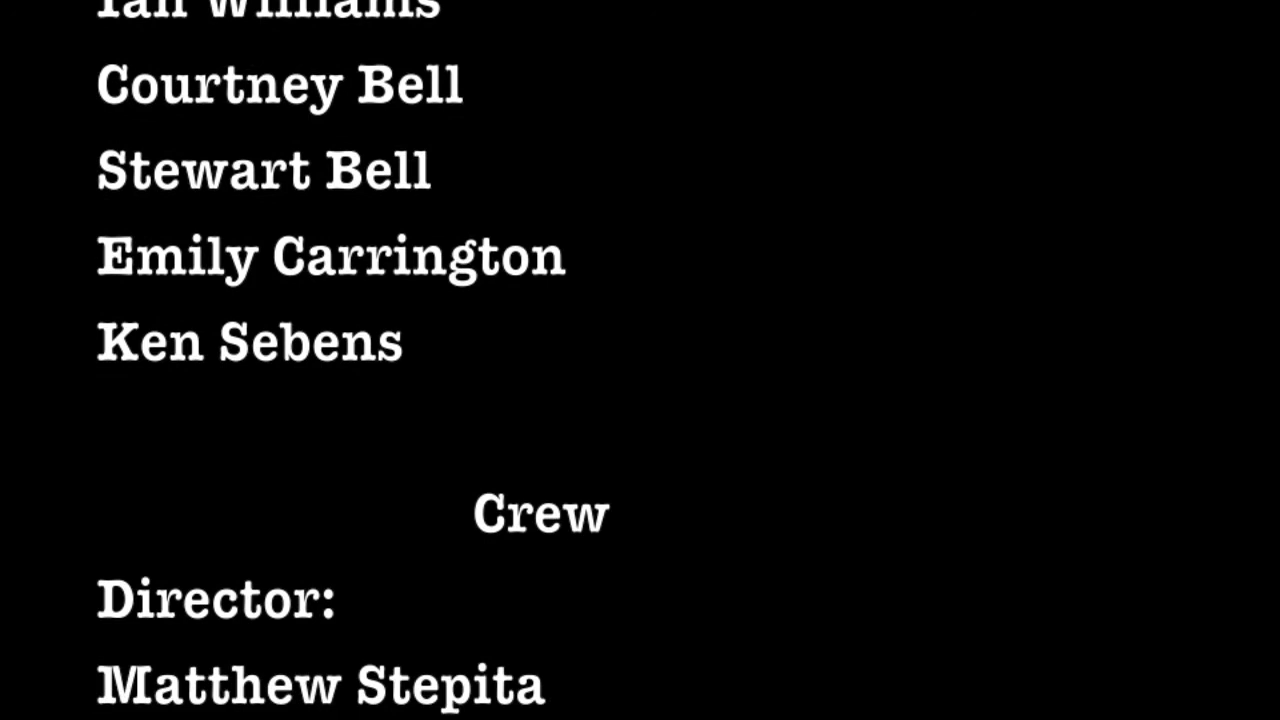 Ian Williams
Courtney Bell
Stewart Bell
Emily Carrington
Ken Sebens
Crew
Director:
Matthew Stepita